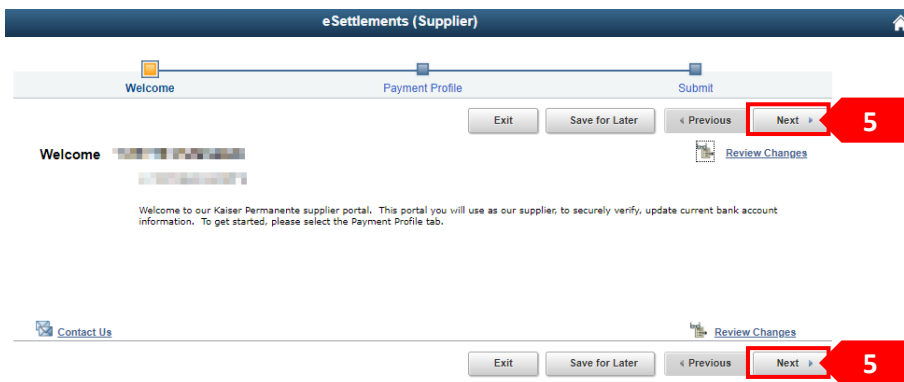 eSettlements (Supplier)
Welcome Payment Profile Submit
Exit Save for Later Previous Next 5
Welcome Review Changes
Welcome to our Kaiser Permanente supplier portal. This portal you will use as our supplier, to securely verify, update current bank account
information. To get started, please select the Payment Profile tab.
Contact Us Review Changes
Exit Save for Later Previous Next 5